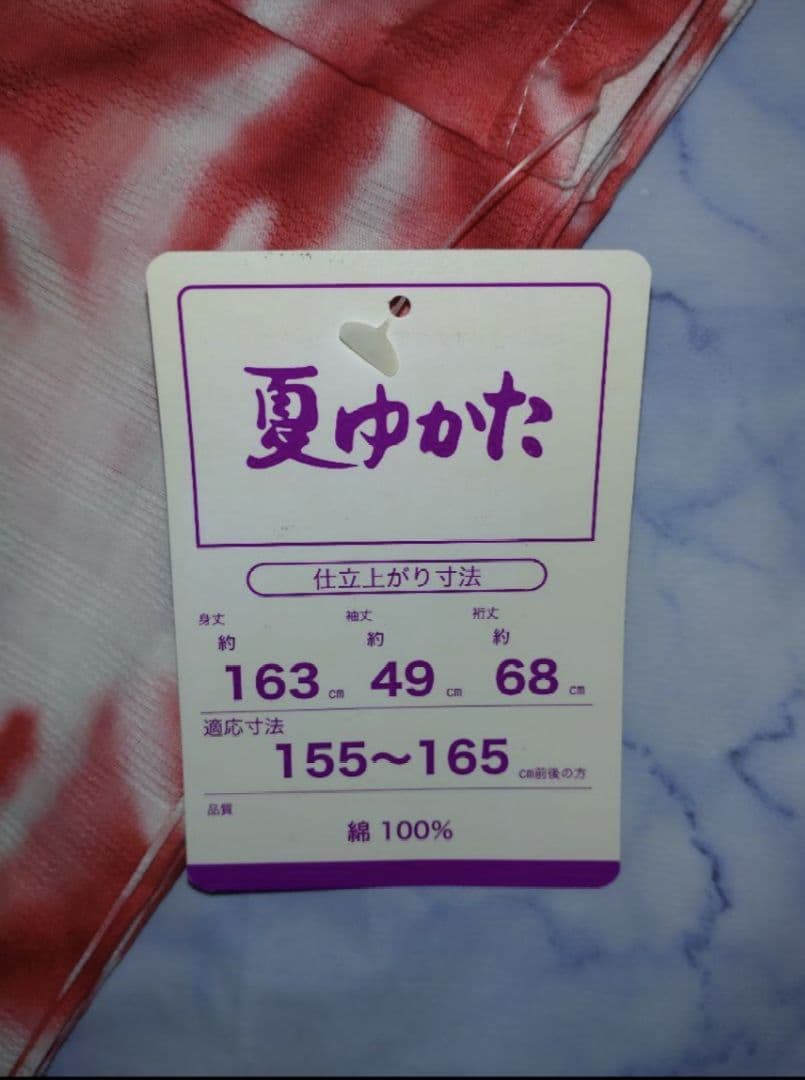 夏ゆかた
仕立上がり寸法
身丈 袖丈 裄丈
約 約 約
163cm 49cm 68cm
適応寸法
155〜165cm前後の方
品質
綿 100%